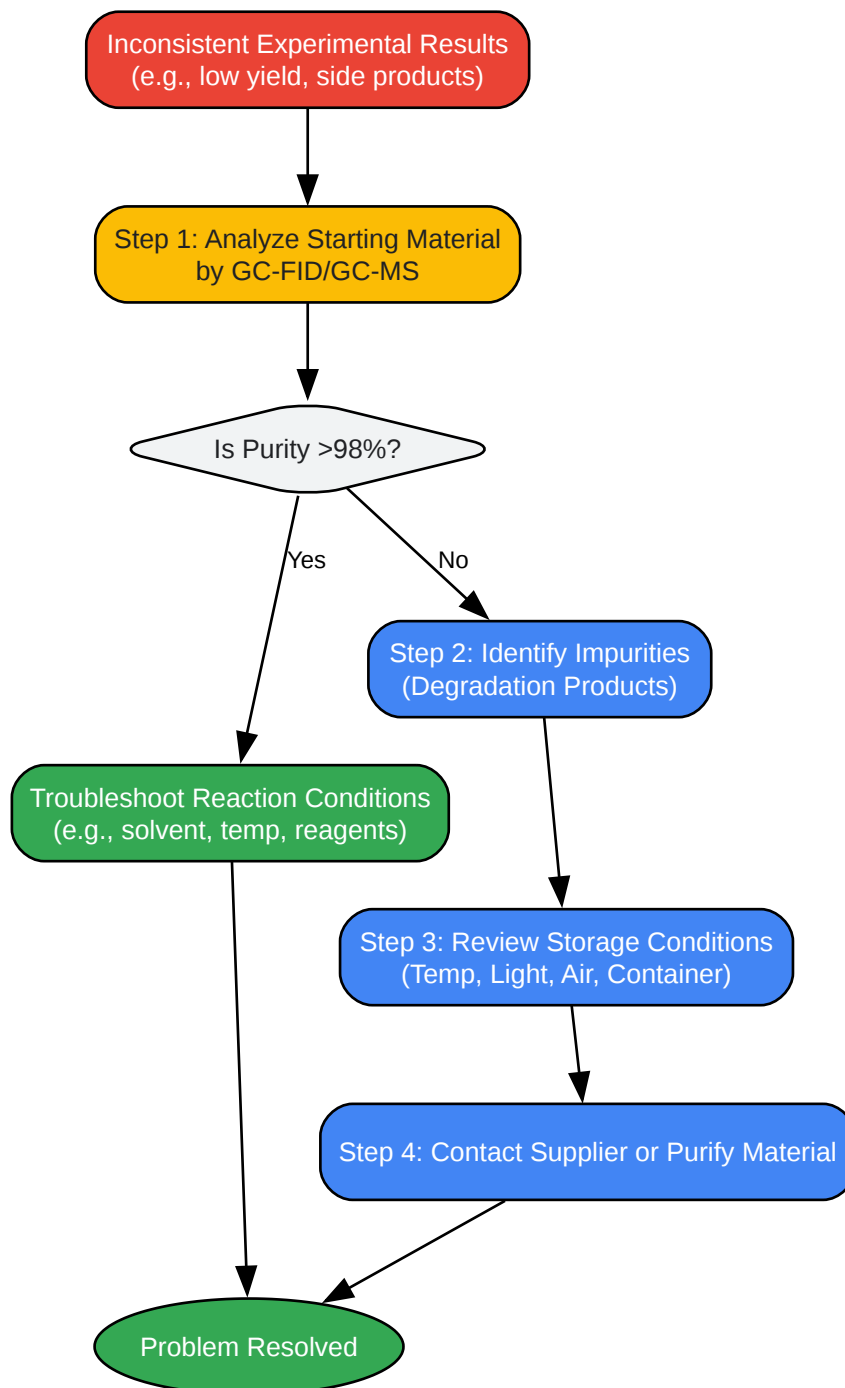 Inconsistent Experimental Results
(e.g., low yield, side products)
Step 1: Analyze Starting Material
by GC-FID/GC-MS
Is Purity >98%?
Yes
No
Step 2: Identify Impurities
(Degradation Products)
Troubleshoot Reaction Conditions
(e.g., solvent, temp, reagents)
Step 3: Review Storage Conditions
(Temp, Light, Air, Container)
Step 4: Contact Supplier or Purify Material
Problem Resolved